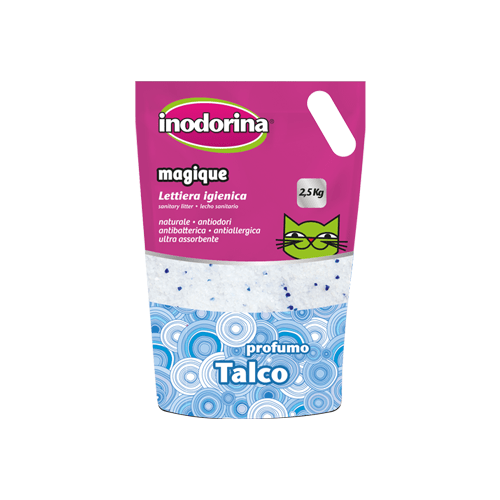 inodorina®
magique
2,5 Kg
Lettiera igienica
sanitary litter • lecho sanitario
naturale • antiodori
antibatterica • antiallergica
ultra assorbente
profumo
Talco